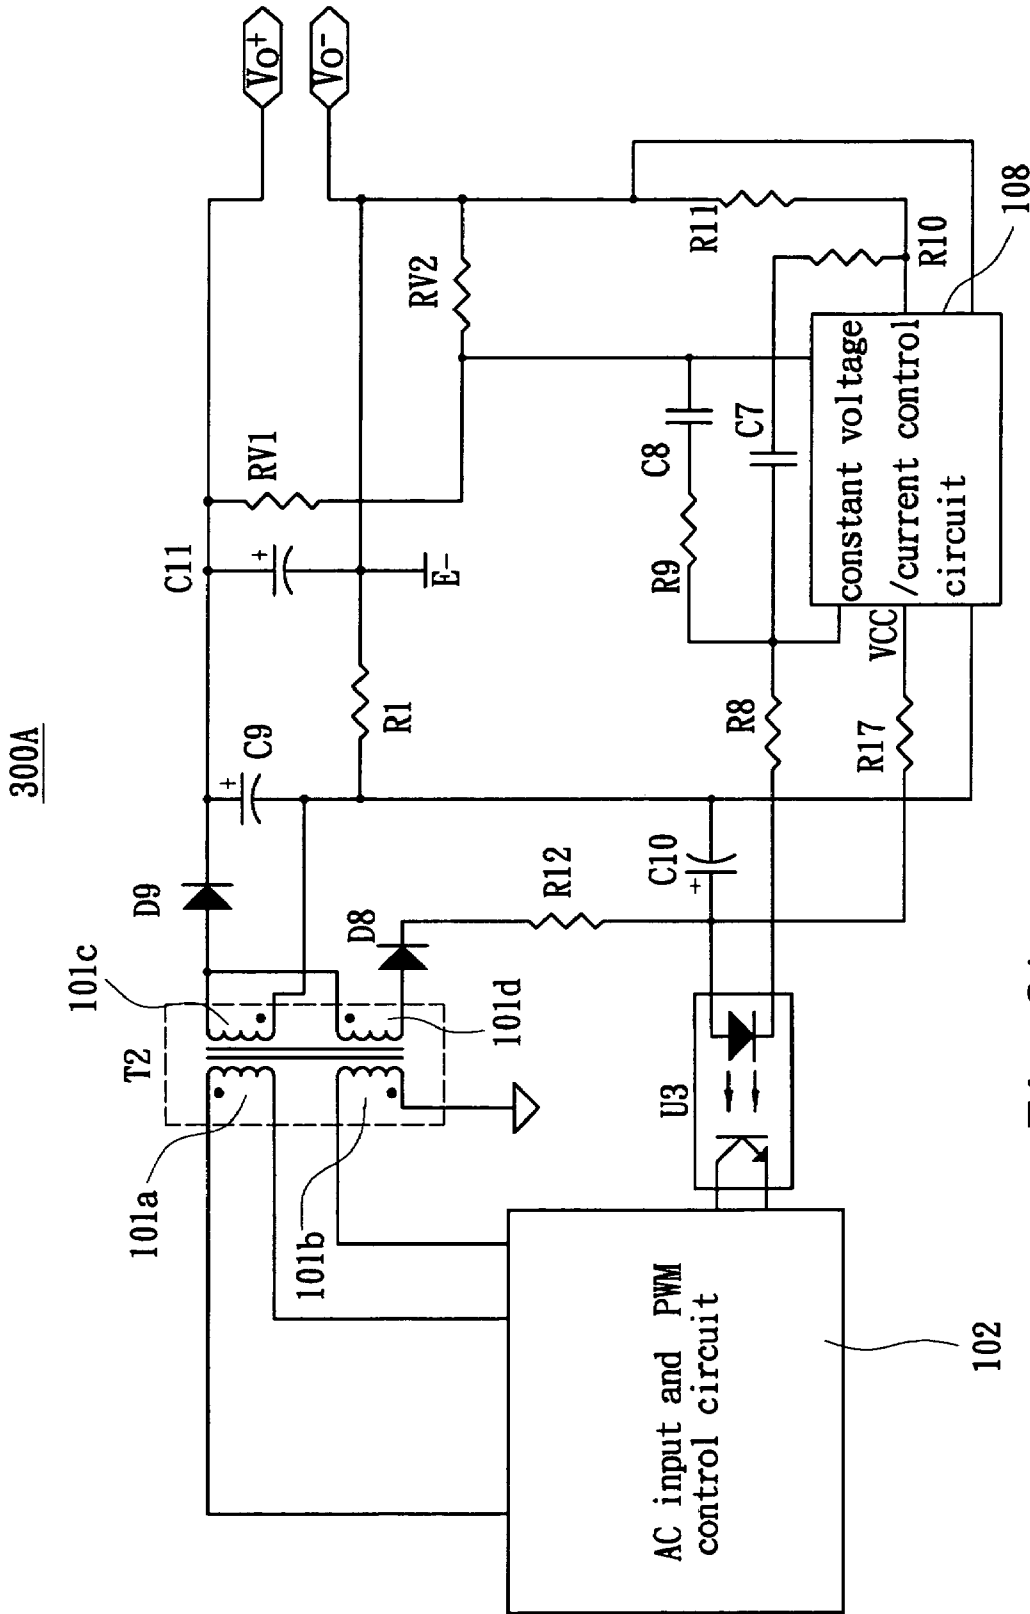 300A
T2
101a
101b
101c
101d
D9
D8
C9
C11
RV1
RV2
Vo+
Vo-
R1
E-
R12
C10
U3
R8
R9
C8
C7
R11
R10
R17
VCC
constant voltage
/current control
circuit
108
AC input and PWM
control circuit
102